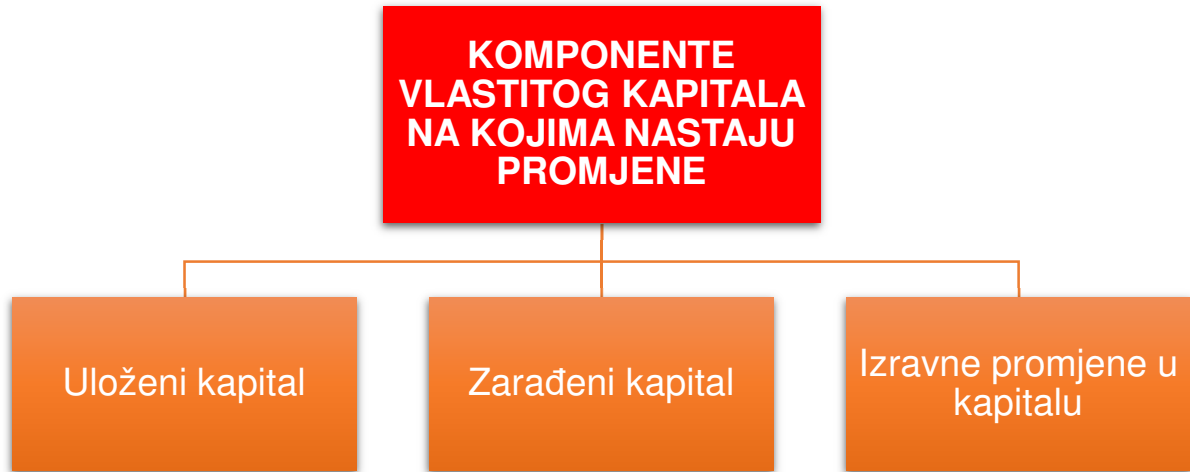 KOMPONENTE
VLASTITOG KAPITALA
NA KOJIMA NASTAJU
PROMJENE
Uloženi kapital
Zarađeni kapital
Izravne promjene u
kapitalu